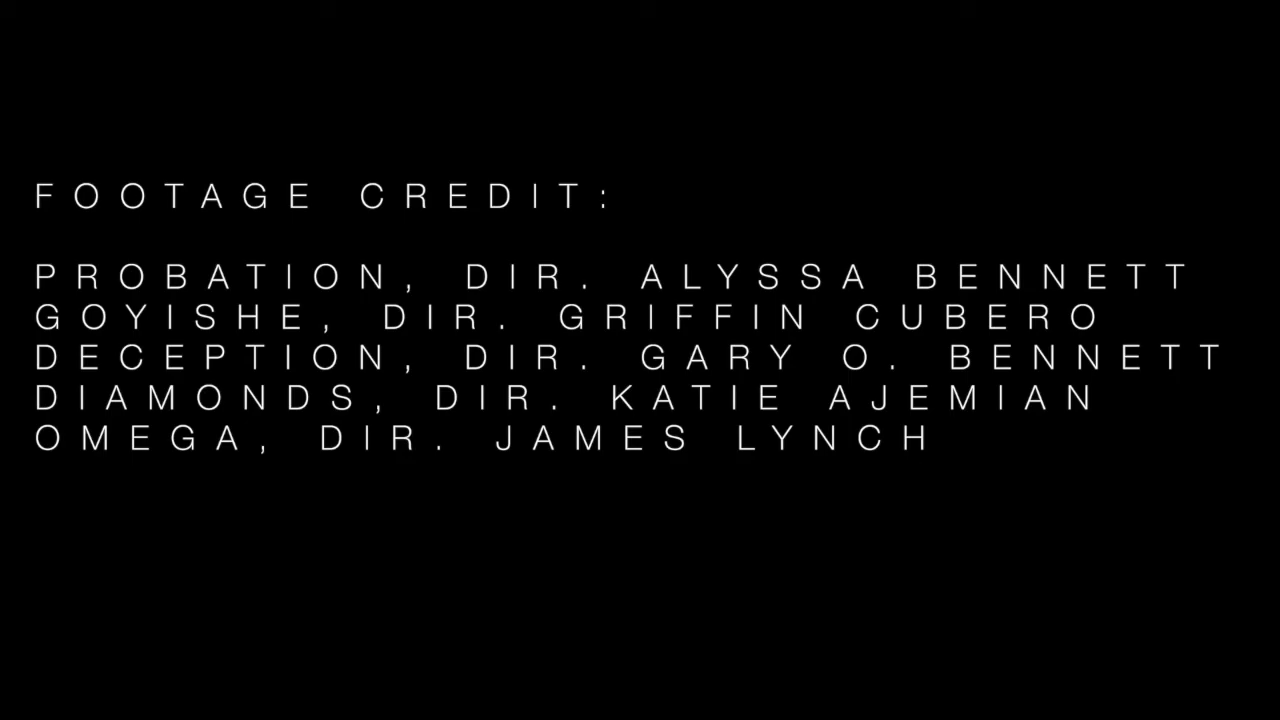 FOOTAGE CREDIT:
PROBATION, DIR. ALYSSA BENNETT
GOYISHE, DIR. GRIFFIN CUBERO
DECEPTION, DIR. GARY O. BENNETT
DIAMONDS, DIR. KATIE AJEMIAN
OMEGA, DIR. JAMES LYNCH